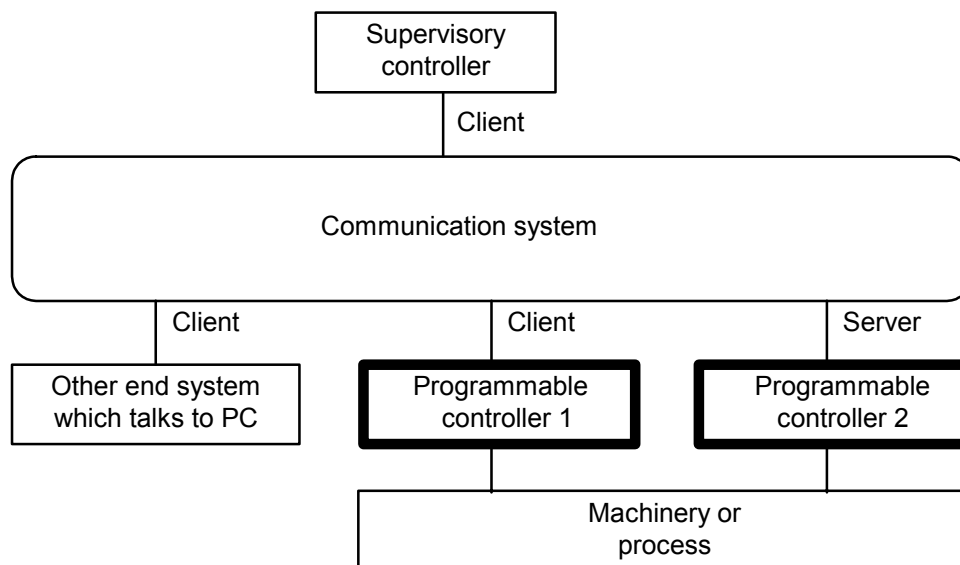 Supervisory
controller
Client
Communication system
Client
Client
Server
Other end system
which talks to PC
Programmable
controller 1
Programmable
controller 2
Machinery or
process